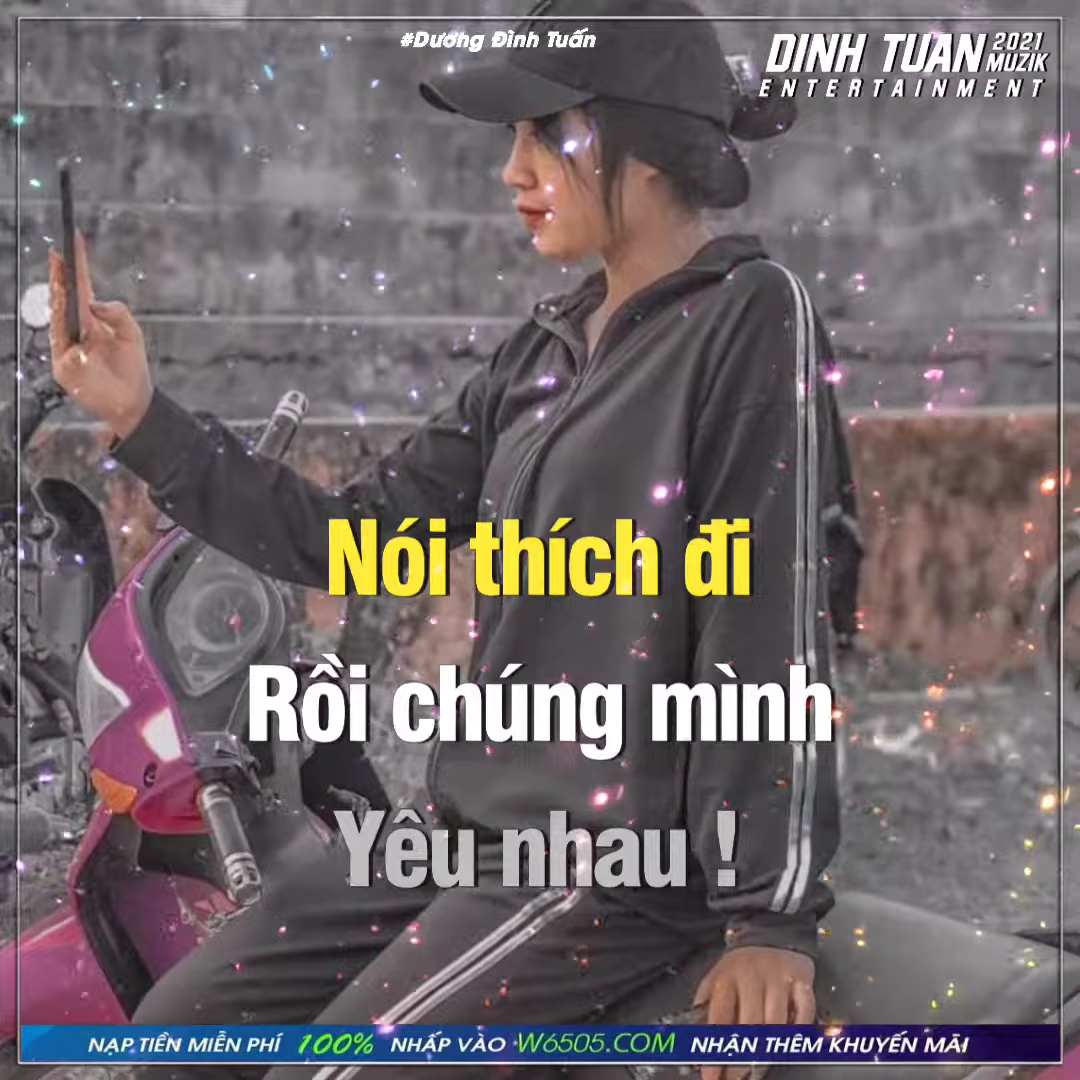 #Dương Đình Tuấn
DINH TUAN 2021 MUZIK
ENTERTAINMENT
Nói thích đi
Rồi chúng mình
Yêu nhau !
NẠP TIỀN MIỄN PHÍ 100% NHẤP VÀO W6505.COM NHẬN THÊM KHUYẾN MÃI